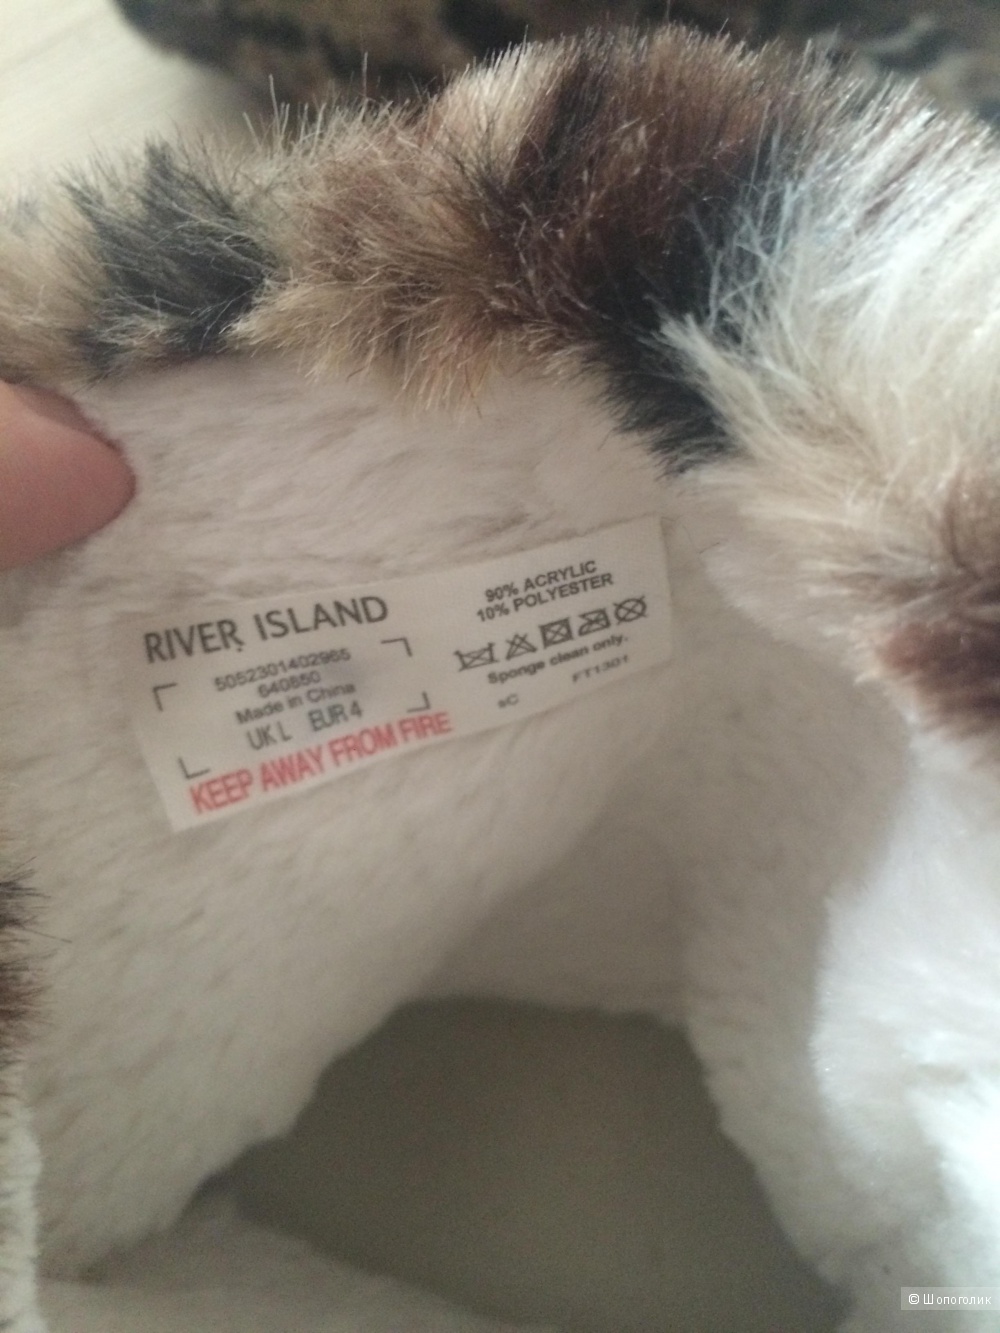 RIVER ISLAND
5052301402965
640850
Made in China
UK L EUR 4
KEEP AWAY FROM FIRE
90% ACRYLIC
10% POLYESTER
Sponge clean only.
sC FT1301
© Шопоголик